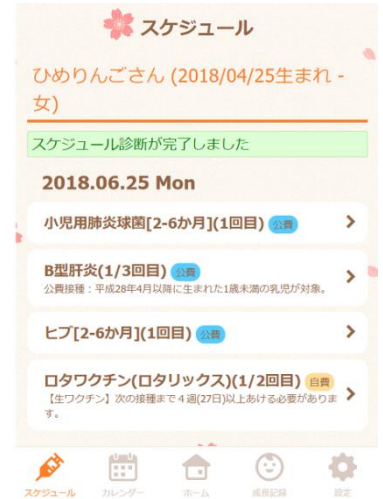 スケジュール
ひめりんごさん (2018/04/25生まれ -
女)
スケジュール診断が完了しました
2018.06.25 Mon
小児用肺炎球菌[2-6か月](1回目) 公費
B型肝炎(1/3回目) 公費
公費接種：平成28年4月以降に生まれた1歳未満の乳児が対象。
ヒブ[2-6か月](1回目) 公費
ロタワクチン(ロタリックス)(1/2回目) 自費
【生ワクチン】次の接種まで４週(27日)以上あける必要がありま
す。
スケジュール カレンダー ホーム 成長記録 設定